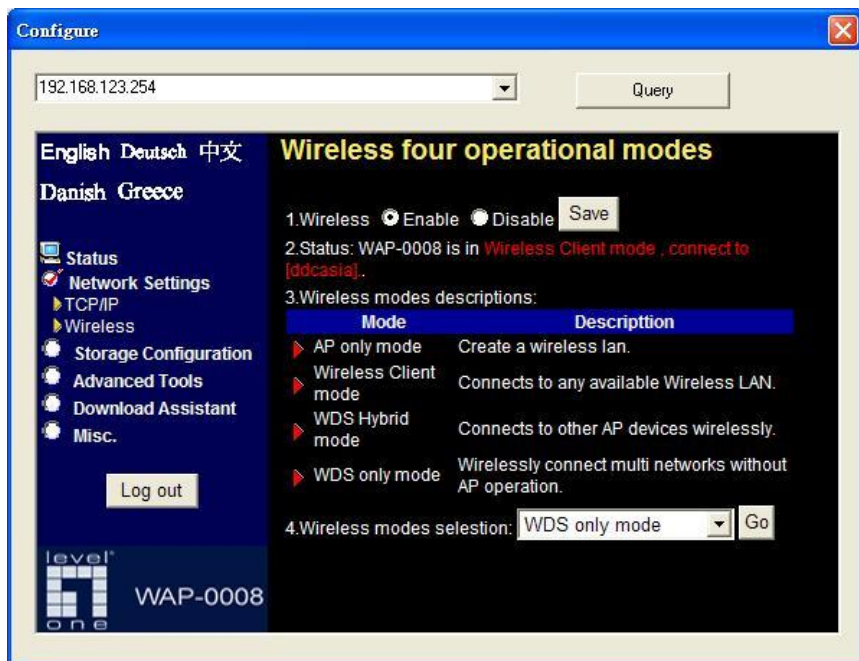 Configure
192.168.123.254
Query
English Deutsch 中文
Danish Greece
Status
Network Settings
TCP/IP
Wireless
Storage Configuration
Advanced Tools
Download Assistant
Misc.
Log out
level
one
WAP-0008
Wireless four operational modes
1.Wireless Enable Disable Save
2.Status: WAP-0008 is in Wireless Client mode , connect to
[ddcasia]..
3.Wireless modes descriptions:
Mode Descripttion
AP only mode Create a wireless lan.
Wireless Client
mode Connects to any available Wireless LAN.
WDS Hybrid
mode Connects to other AP devices wirelessly.
WDS only mode Wirelessly connect multi networks without
AP operation.
4.Wireless modes selestion: WDS only mode Go